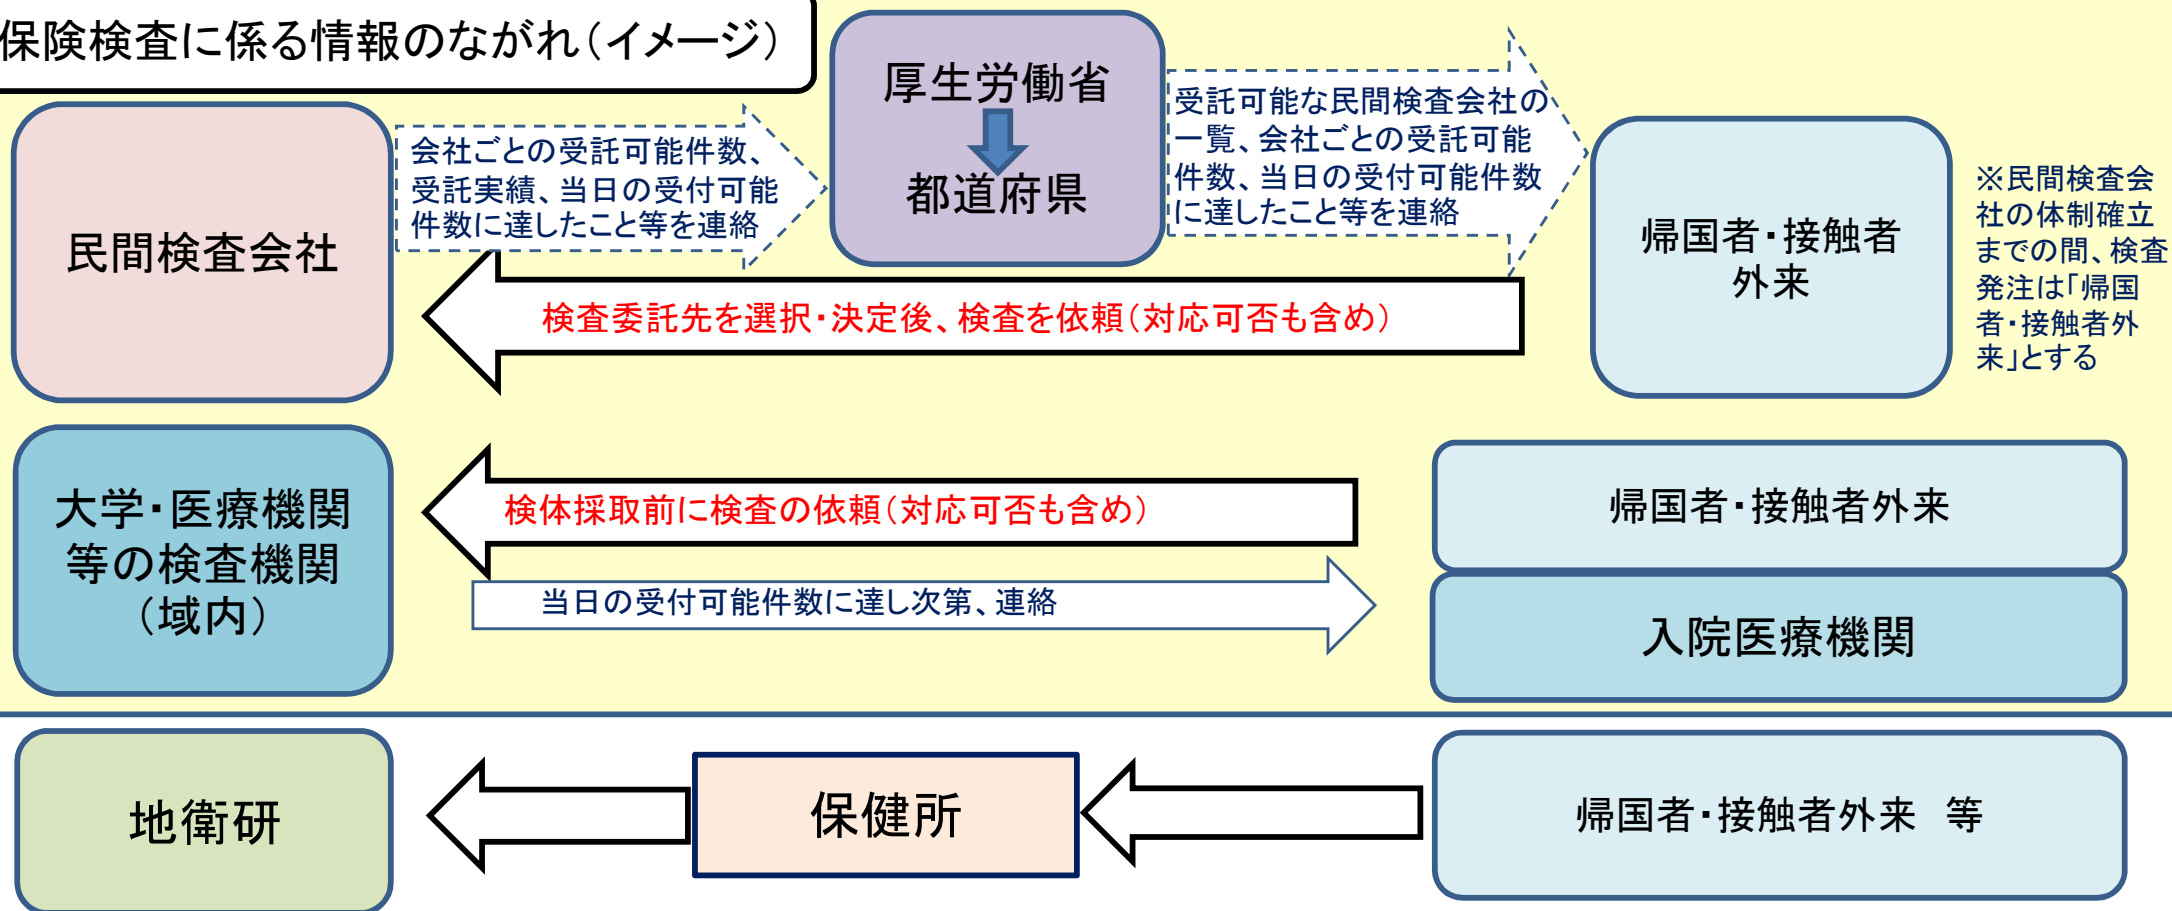 保険検査に係る情報のながれ（イメージ）
厚生労働省
都道府県
民間検査会社
会社ごとの受託可能件数、
受託実績、当日の受付可能
件数に達したこと等を連絡
受託可能な民間検査会社の
一覧、会社ごとの受託可能
件数、当日の受付可能件数
に達したこと等を連絡
帰国者・接触者
外来
※民間検査会
社の体制確立
までの間、検査
発注は「帰国
者・接触者外
来」とする
検査委託先を選択・決定後、検査を依頼（対応可否も含め）
大学・医療機関
等の検査機関
（域内）
検体採取前に検査の依頼（対応可否も含め）
当日の受付可能件数に達し次第、連絡
帰国者・接触者外来
入院医療機関
地衛研
保健所
帰国者・接触者外来　等